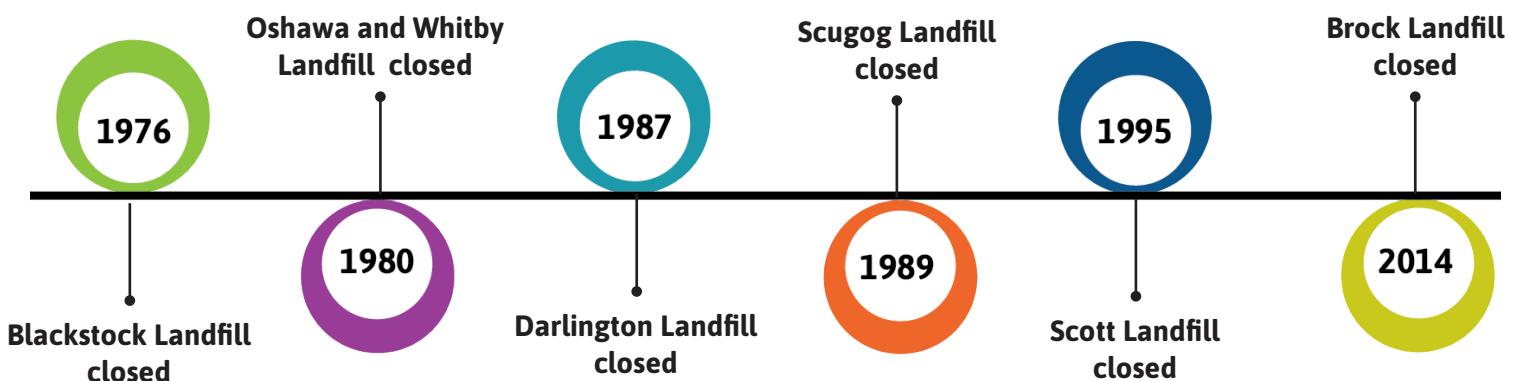 1976
Blackstock Landfill
closed
Oshawa and Whitby
Landfill closed
1980
1987
Darlington Landfill
closed
Scugog Landfill
closed
1989
1995
Scott Landfill
closed
Brock Landfill
closed
2014